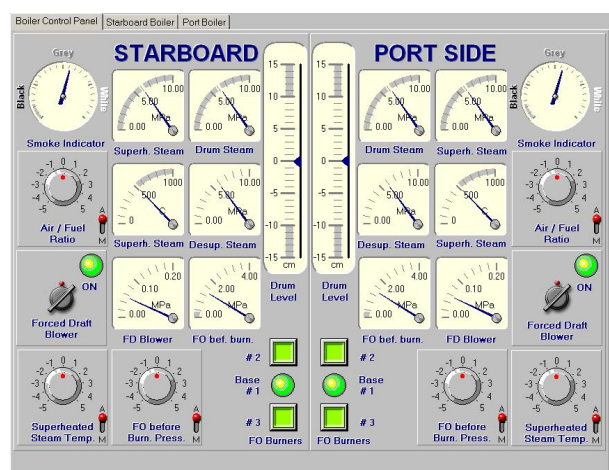 Boiler Control Panel Starboard Boiler Port Boiler
STARBOARD PORT SIDE
Grey
Black
White
Smoke Indicator
10.00
5.00
MPa
0.00
Superh. Steam
10.00
5.00
MPa
0.00
Drum Steam
-1 0 1
-2 2
-3 3
-4 4
-5 5
A
M
Air / Fuel
Ratio
1000
500
C
0
Superh. Steam
10.00
5.00
MPa
0.00
Desup. Steam
ON
Forced Draft
Blower
0.20
0.10
MPa
0.00
FD Blower
4.00
2.00
MPa
0.00
FO bef. burn.
-1 0 1
-2 2
-3 3
-4 4
-5 5
A
M
Superheated
Steam Temp.
-1 0 1
-2 2
-3 3
-4 4
-5 5
A
M
FO before
Burn. Press.
15
10
5
0
-5
-10
-15
cm
Drum
Level
# 2
Base
# 1
# 3
FO Burners
15
10
5
0
-5
-10
-15
cm
Drum
Level
# 2
Base
# 1
# 3
FO Burners
10.00
5.00
MPa
0.00
Drum Steam
10.00
5.00
MPa
0.00
Superh. Steam
Grey
Black
White
Smoke Indicator
10.00
5.00
MPa
0.00
Desup. Steam
1000
500
C
0
Superh. Steam
-1 0 1
-2 2
-3 3
-4 4
-5 5
A
M
Air / Fuel
Ratio
4.00
2.00
MPa
0.00
FO bef. burn.
0.20
0.10
MPa
0.00
FD Blower
ON
Forced Draft
Blower
-1 0 1
-2 2
-3 3
-4 4
-5 5
A
M
FO before
Burn. Press.
-1 0 1
-2 2
-3 3
-4 4
-5 5
A
M
Superheated
Steam Temp.